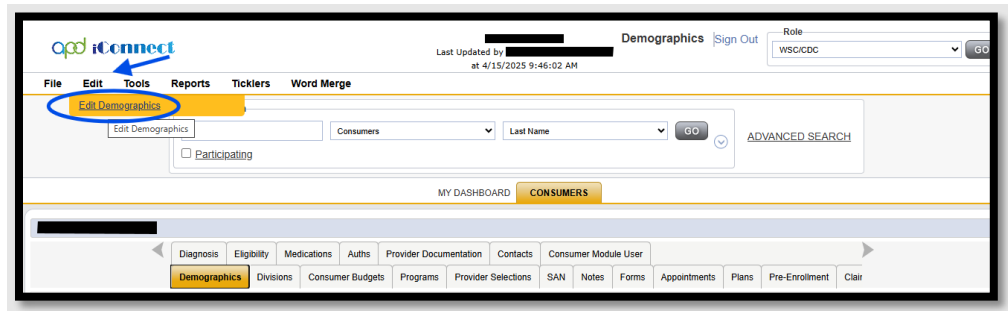 apd iConnect
Demographics Sign Out
Role
Last Updated by
at 4/15/2025 9:46:02 AM
WSC/CDC GO
File Edit Tools Reports Ticklers Word Merge
Edit Demographics
Edit Demographics
Consumers Last Name GO ADVANCED SEARCH
Participating
MY DASHBOARD CONSUMERS
Diagnosis Eligibility Medications Auths Provider Documentation Contacts Consumer Module User
Demographics Divisions Consumer Budgets Programs Provider Selections SAN Notes Forms Appointments Plans Pre-Enrollment